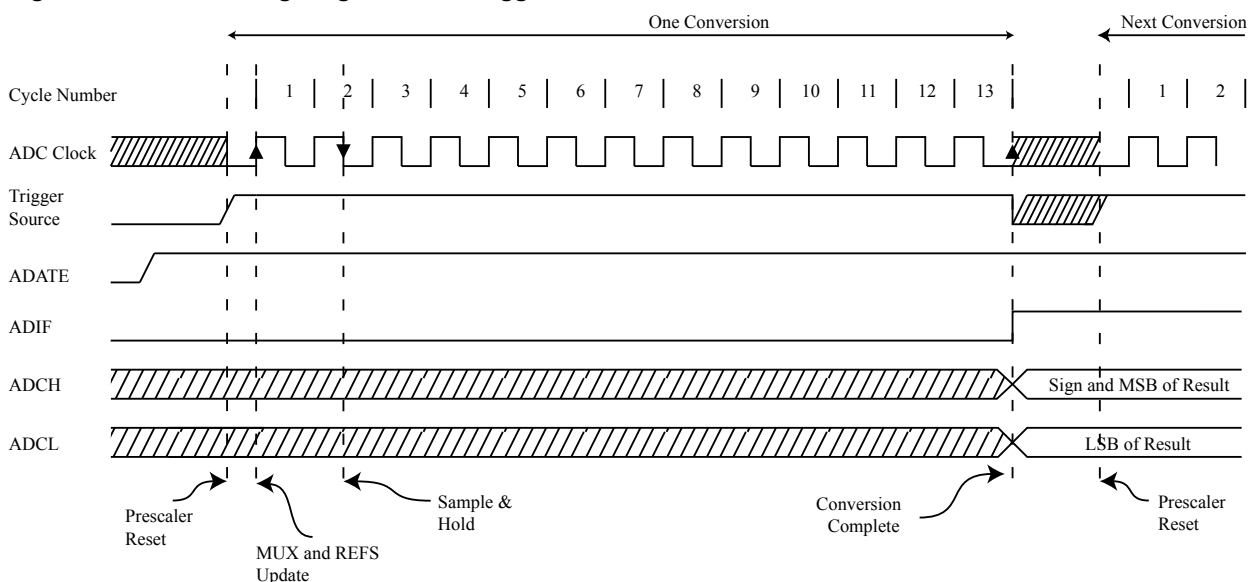 One Conversion
Next Conversion
Cycle Number
1 2 3 4 5 6 7 8 9 10 11 12 13 1 2
ADC Clock
Trigger
Source
ADATE
ADIF
ADCH
Sign and MSB of Result
ADCL
LSB of Result
Prescaler
Reset
MUX and REFS
Update
Sample &
Hold
Conversion
Complete
Prescaler
Reset